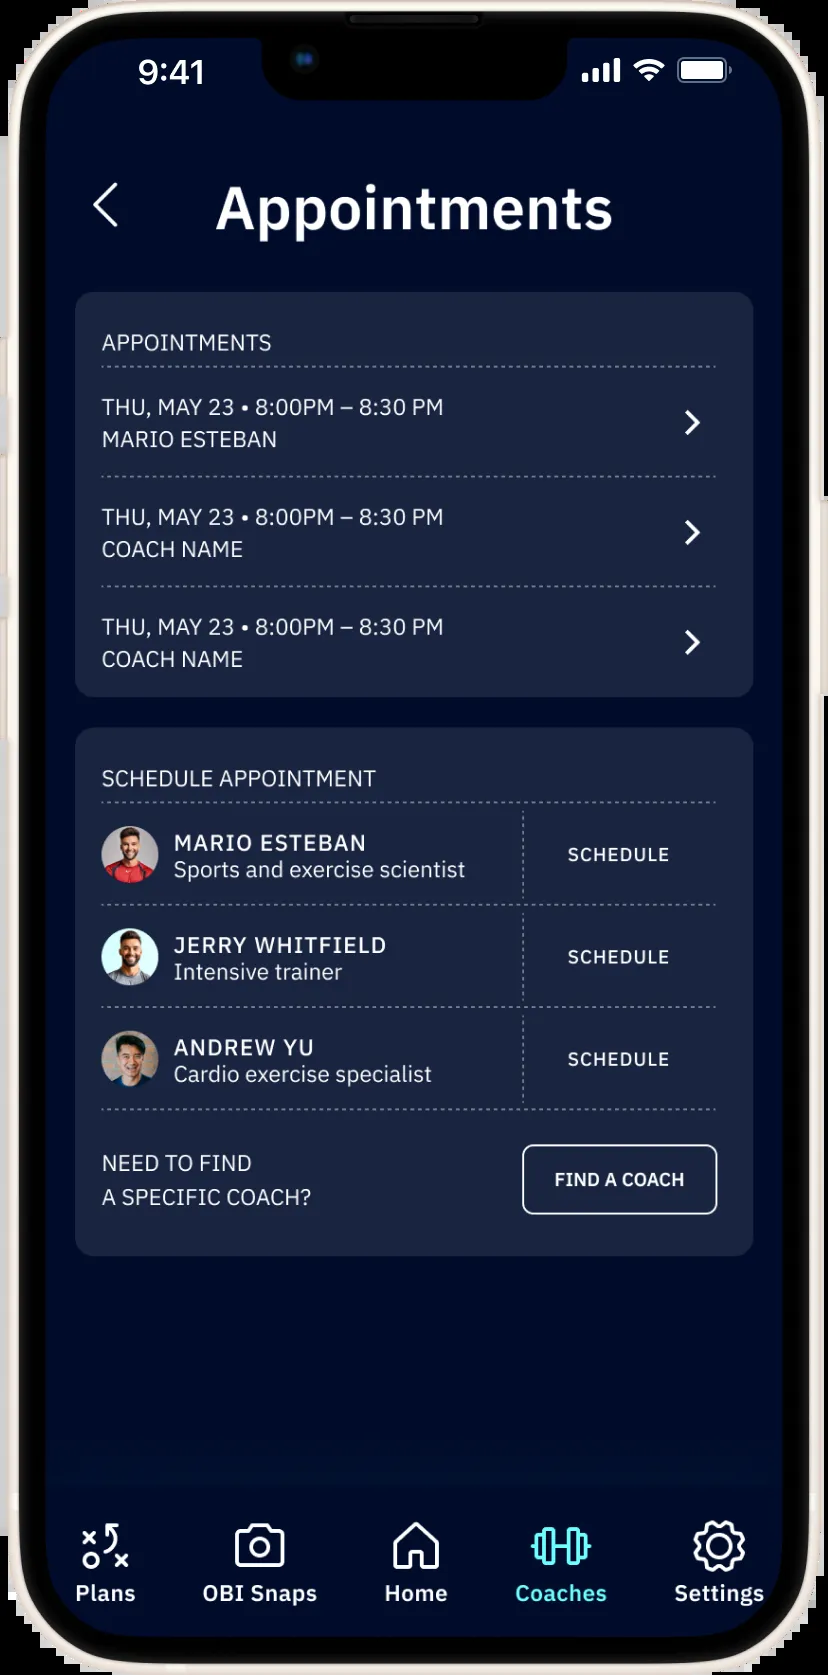 9:41
Appointments
APPOINTMENTS
THU, MAY 23 • 8:00PM – 8:30 PM
MARIO ESTEBAN
THU, MAY 23 • 8:00PM – 8:30 PM
COACH NAME
THU, MAY 23 • 8:00PM – 8:30 PM
COACH NAME
SCHEDULE APPOINTMENT
MARIO ESTEBAN
Sports and exercise scientist
SCHEDULE
JERRY WHITFIELD
Intensive trainer
SCHEDULE
ANDREW YU
Cardio exercise specialist
SCHEDULE
NEED TO FIND
A SPECIFIC COACH?
FIND A COACH
Plans
OBI Snaps
Home
Coaches
Settings